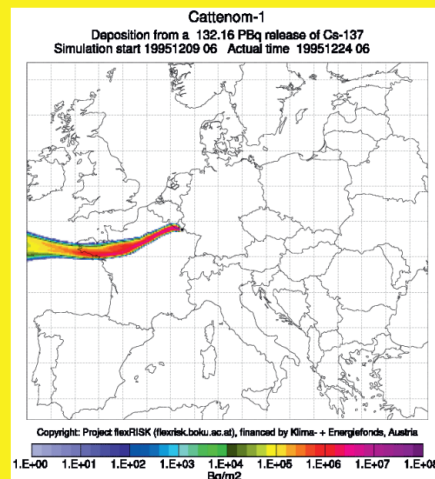 Cattenom-1
Deposition from a 132.16 PBq release of Cs-137
Simulation start 19951209 06 Actual time 19951224 06
Copyright: Project flexRISK (flexrisk.boku.ac.at), financed by Klima- + Energiefonds, Austria
1.E+00 1.E+01 1.E+02 1.E+03 1.E+04 1.E+05 1.E+06 1.E+07 1.E+08
Bq/m2